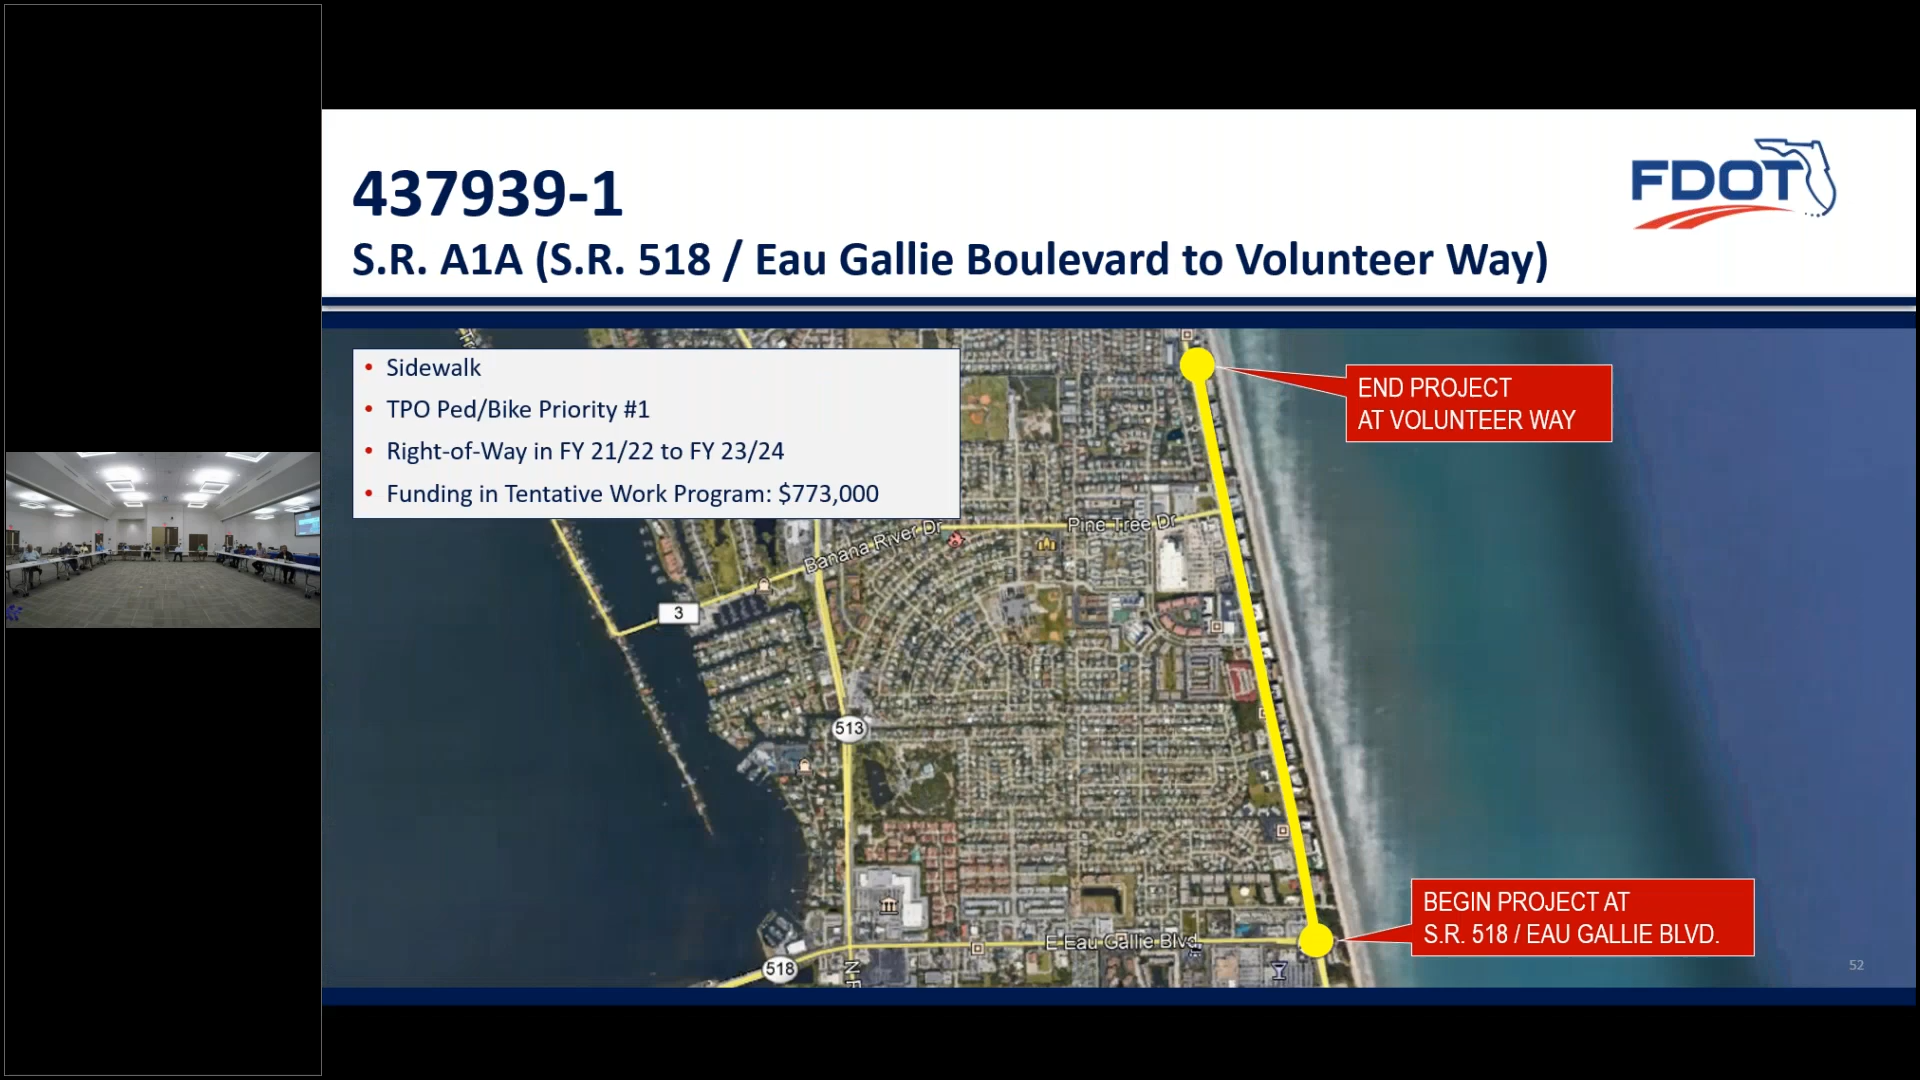 437939-1
S.R. A1A (S.R. 518 / Eau Gallie Boulevard to Volunteer Way)
FDOT
• Sidewalk
• TPO Ped/Bike Priority #1
• Right-of-Way in FY 21/22 to FY 23/24
• Funding in Tentative Work Program: $773,000
END PROJECT
AT VOLUNTEER WAY
Banana River Dr
Pine Tree Dr
3
513
BEGIN PROJECT AT
S.R. 518 / EAU GALLIE BLVD.
E Eau Gallie Blvd
518
52